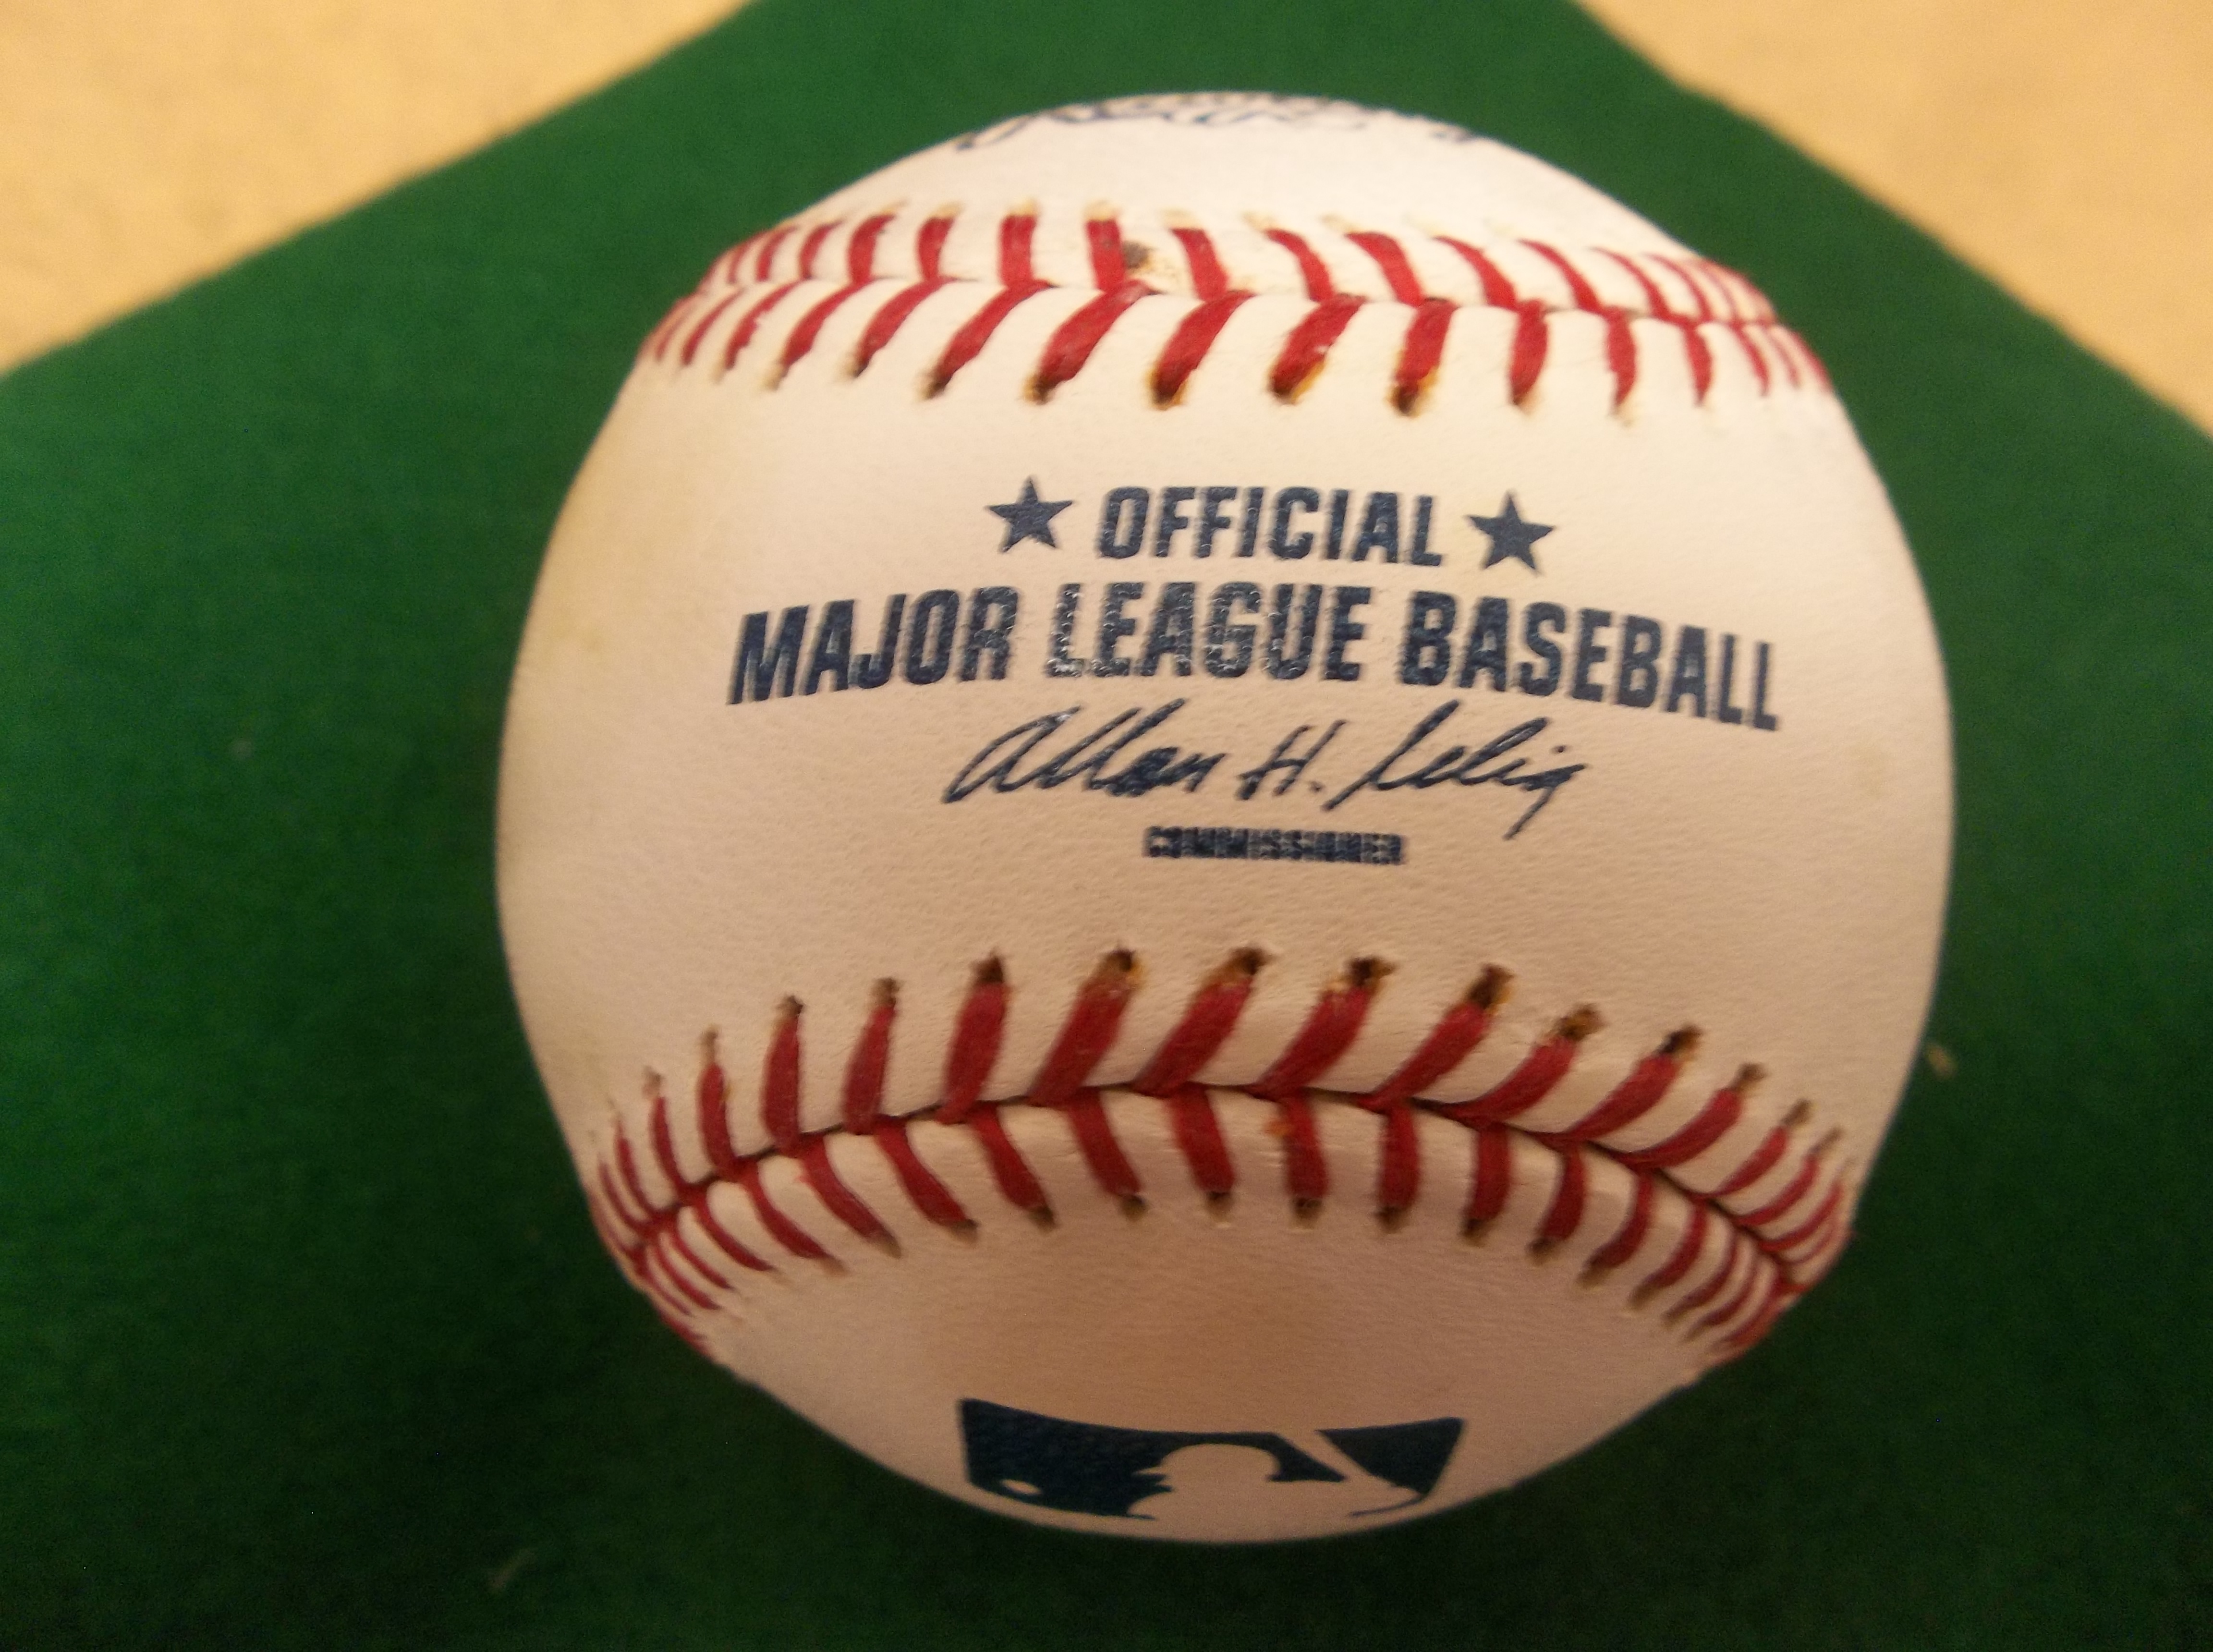 OFFICIAL
MAJOR LEAGUE BASEBALL
Allan H. Selig
COMMISSIONER